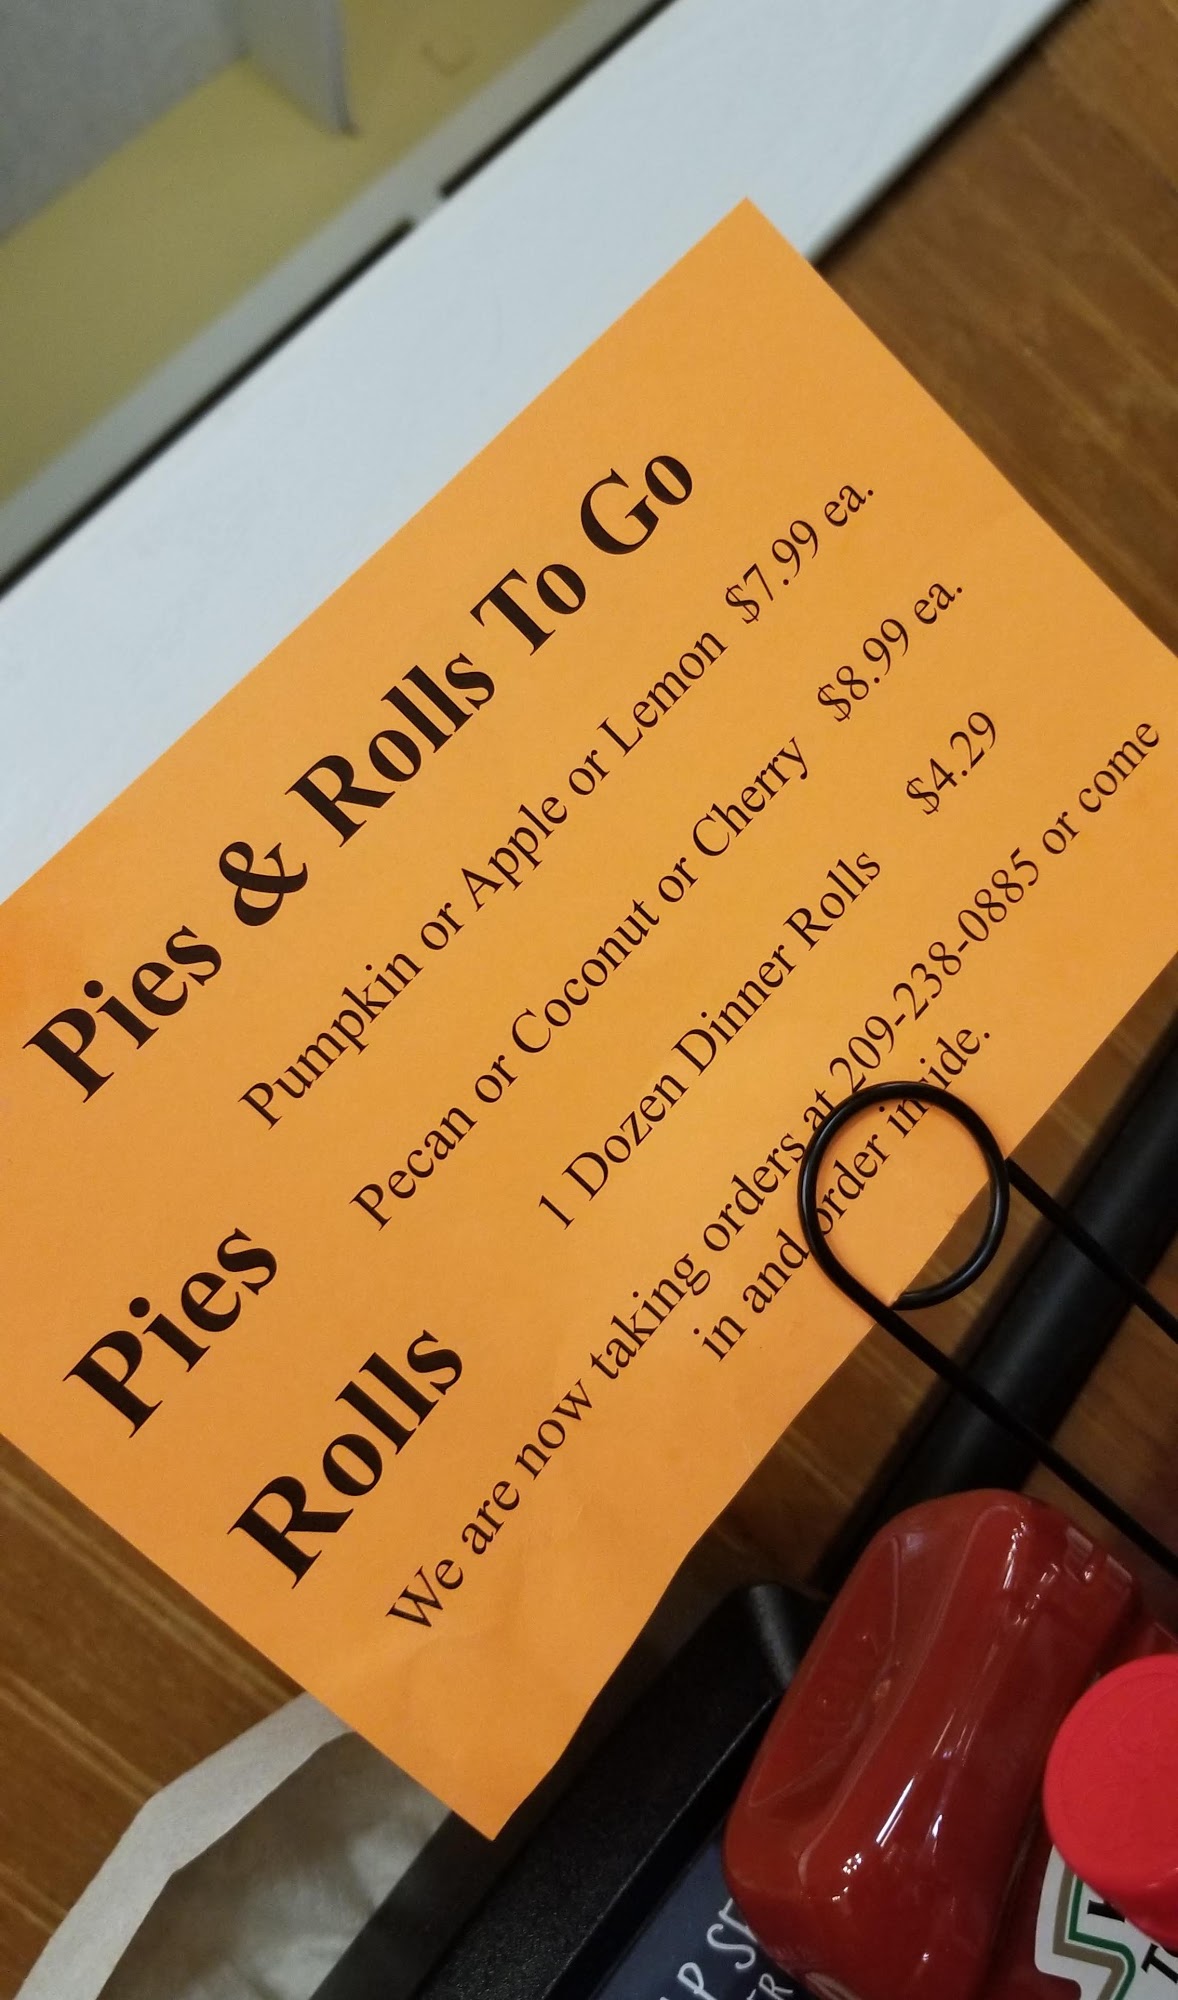 Pies & Rolls To Go
Pies
Pumpkin or Apple or Lemon $7.99 ea.
Pecan or Coconut or Cherry $8.99 ea.
Rolls
1 Dozen Dinner Rolls $4.29
We are now taking orders at 209-238-0885 or come
in and order inside.